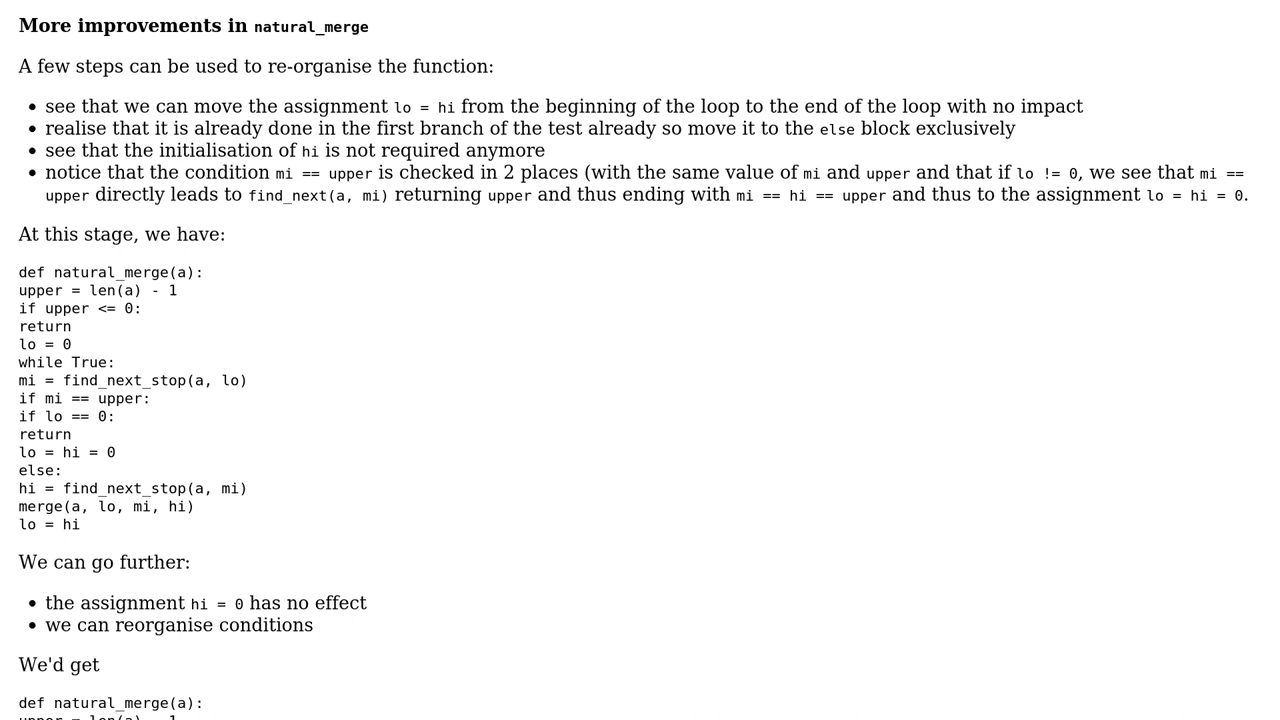 More improvements in natural_merge
A few steps can be used to re-organise the function:
• see that we can move the assignment lo = hi from the beginning of the loop to the end of the loop with no impact
• realise that it is already done in the first branch of the test already so move it to the else block exclusively
• see that the initialisation of hi is not required anymore
• notice that the condition mi == upper is checked in 2 places (with the same value of mi and upper and that if lo != 0, we see that mi ==
upper directly leads to find_next(a, mi) returning upper and thus ending with mi == hi == upper and thus to the assignment lo = hi = 0.
At this stage, we have:
def natural_merge(a):
upper = len(a) - 1
if upper <= 0:
return
lo = 0
while True:
mi = find_next_stop(a, lo)
if mi == upper:
if lo == 0:
return
lo = hi = 0
else:
hi = find_next_stop(a, mi)
merge(a, lo, mi, hi)
lo = hi
We can go further:
• the assignment hi = 0 has no effect
• we can reorganise conditions
We'd get
def natural_merge(a):
upper = len(a) - 1